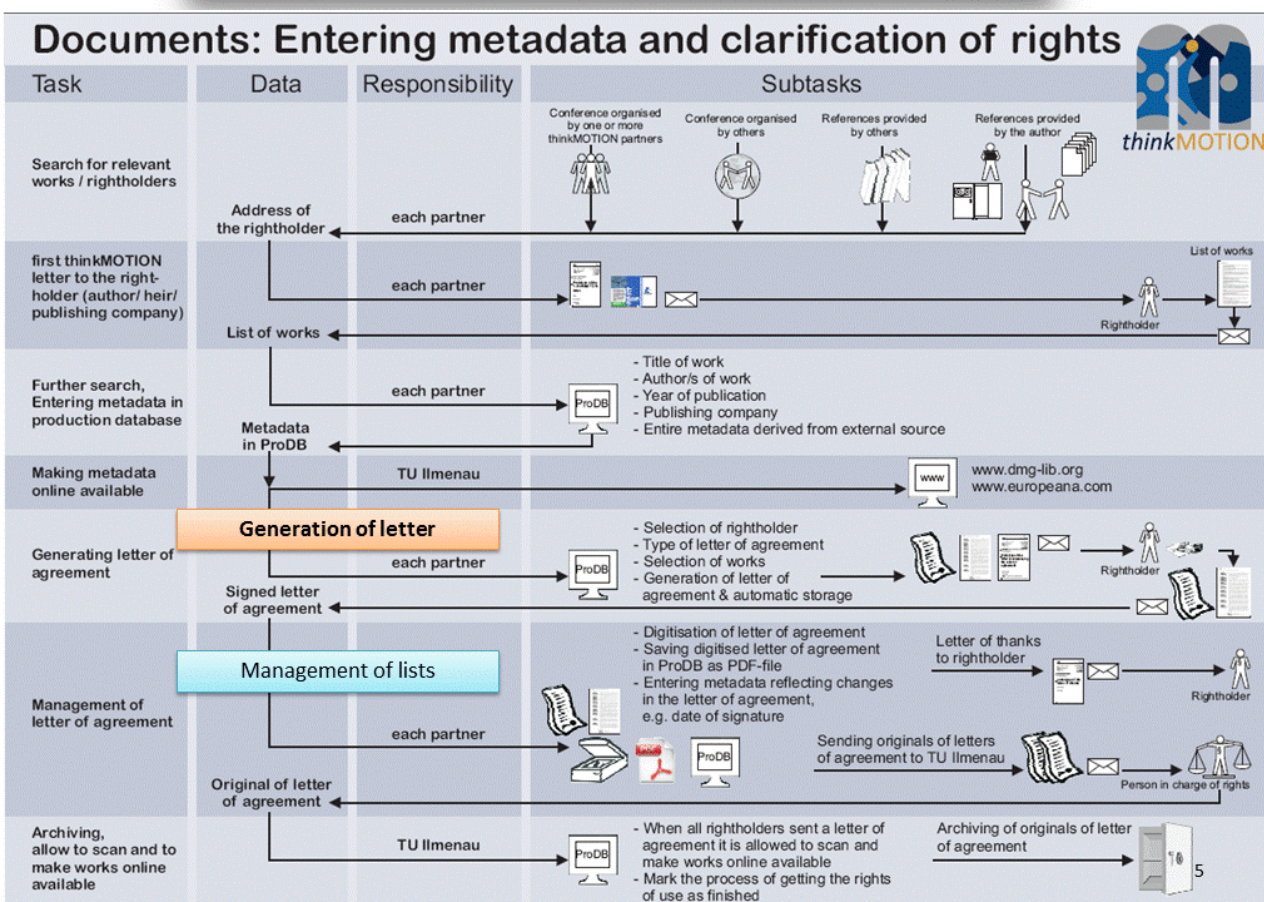 Documents: Entering metadata and clarification of rights
thinkMOTION
Task
Data
Responsibility
Subtasks
Search for relevant
works / rightholders
Conference organised
by one or more
thinkMOTION partners
Conference organised
by others
References provided
by others
References provided
by the author
Address of
the rightholder
each partner
first thinkMOTION
letter to the right-
holder (author/ heir/
publishing company)
each partner
Rightholder
List of works
List of works
Further search,
Entering metadata in
production database
each partner
ProDB
- Title of work
- Author/s of work
- Year of publication
- Publishing company
- Entire metadata derived from external source
Metadata
in ProDB
Making metadata
online available
TU Ilmenau
www
www.dmg-lib.org
www.europeana.com
Generation of letter
Generating letter of
agreement
each partner
ProDB
- Selection of rightholder
- Type of letter of agreement
- Selection of works
- Generation of letter of
agreement & automatic storage
Rightholder
Signed letter
of agreement
Management of lists
Management of
letter of agreement
each partner
- Digitisation of letter of agreement
- Saving digitised letter of agreement
in ProDB as PDF-file
- Entering metadata reflecting changes
in the letter of agreement,
e.g. date of signature
Letter of thanks
to rightholder
Rightholder
PDF
ProDB
Sending originals of letters
of agreement to TU Ilmenau
Person in charge of rights
Original of letter
of agreement
Archiving,
allow to scan and to
make works online
available
TU Ilmenau
ProDB
- When all rightholders sent a letter of
agreement it is allowed to scan and
make works online available
- Mark the process of getting the rights
of use as finished
Archiving of originals of letter
of agreement
5